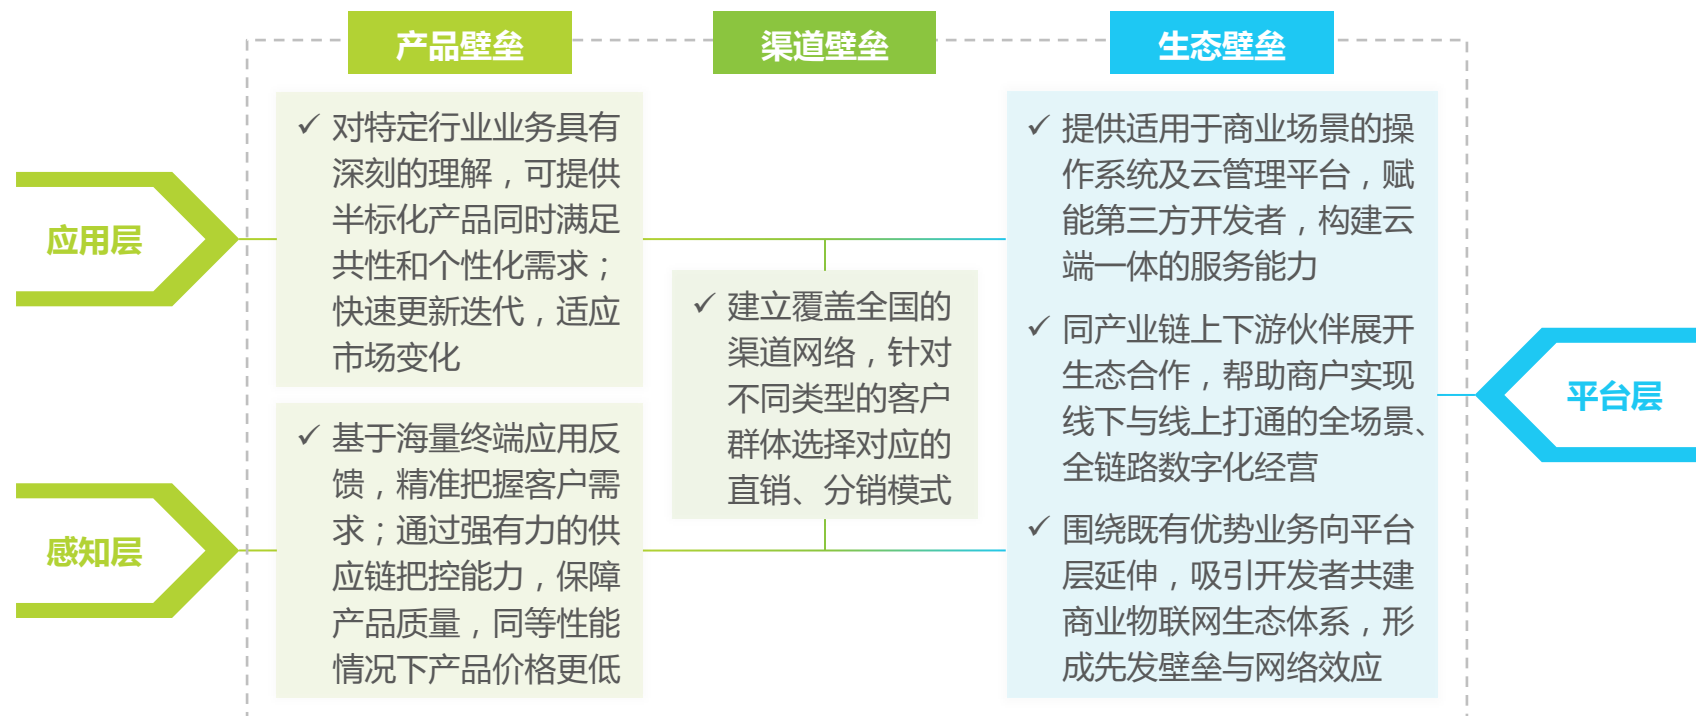 产品壁垒
渠道壁垒
生态壁垒
应用层
对特定行业业务具有
深刻的理解，可提供
半标化产品同时满足
共性和个性化需求；
快速更新迭代，适应
市场变化
感知层
基于海量终端应用反
馈，精准把握客户需
求；通过强有力的供
应链把控能力，保障
产品质量，同等性能
情况下产品价格更低
建立覆盖全国的
渠道网络，针对
不同类型的客户
群体选择对应的
直销、分销模式
提供适用于商业场景的操
作系统及云管理平台，赋
能第三方开发者，构建云
端一体的服务能力
同产业链上下游伙伴展开
生态合作，帮助商户实现
线下与线上打通的全场景、
全链路数字化经营
围绕既有优势业务向平台
层延伸，吸引开发者共建
商业物联网生态体系，形
成先发壁垒与网络效应
平台层